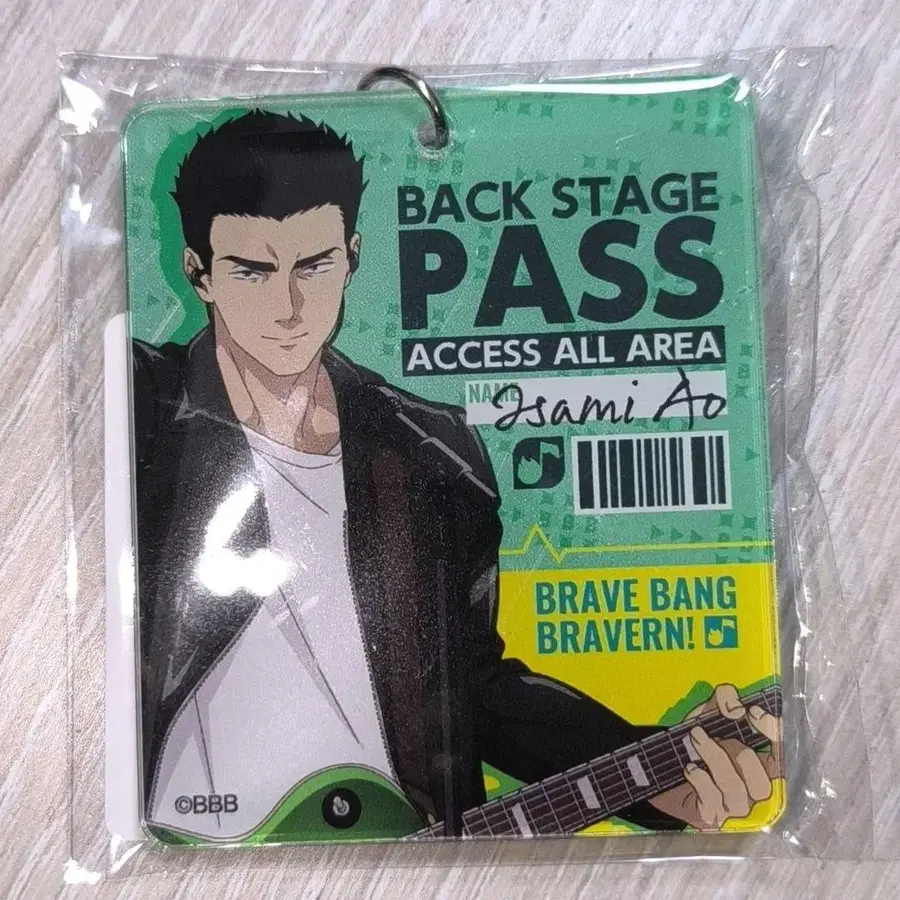 BACK STAGE
PASS
ACCESS ALL AREA
NAME
Isami Ao
BRAVE BANG
BRAVERN!
©BBB